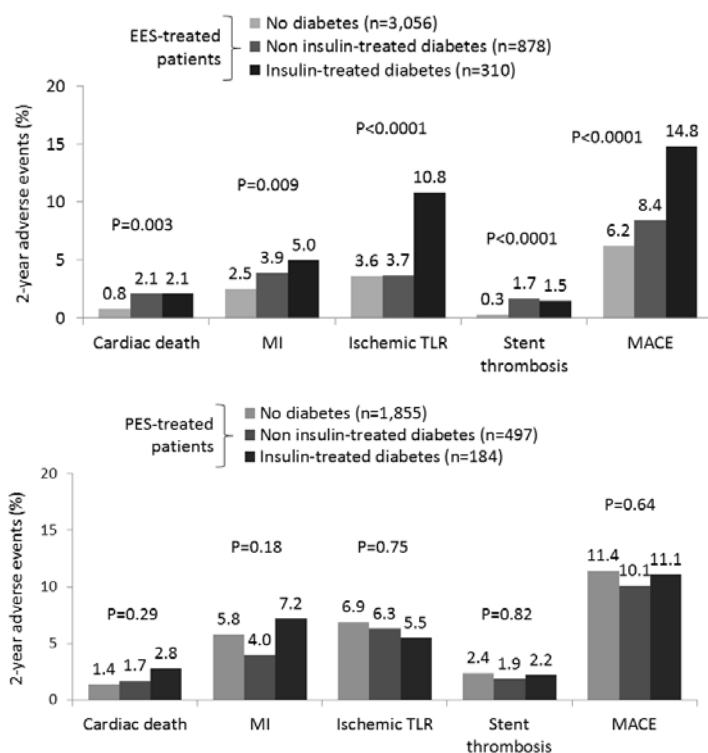 EES-treated patients
No diabetes (n=3,056)
Non insulin-treated diabetes (n=878)
Insulin-treated diabetes (n=310)
2-year adverse events (%)
20
15
10
5
0
P=0.003
P=0.009
P<0.0001
P<0.0001
P<0.0001
0.8 2.1 2.1
2.5 3.9 5.0
3.6 3.7 10.8
0.3 1.7 1.5
6.2 8.4 14.8
Cardiac death MI Ischemic TLR Stent thrombosis MACE
PES-treated patients
No diabetes (n=1,855)
Non insulin-treated diabetes (n=497)
Insulin-treated diabetes (n=184)
2-year adverse events (%)
20
15
10
5
0
P=0.29
P=0.18
P=0.75
P=0.82
P=0.64
1.4 1.7 2.8
5.8 4.0 7.2
6.9 6.3 5.5
2.4 1.9 2.2
11.4 10.1 11.1
Cardiac death MI Ischemic TLR Stent thrombosis MACE